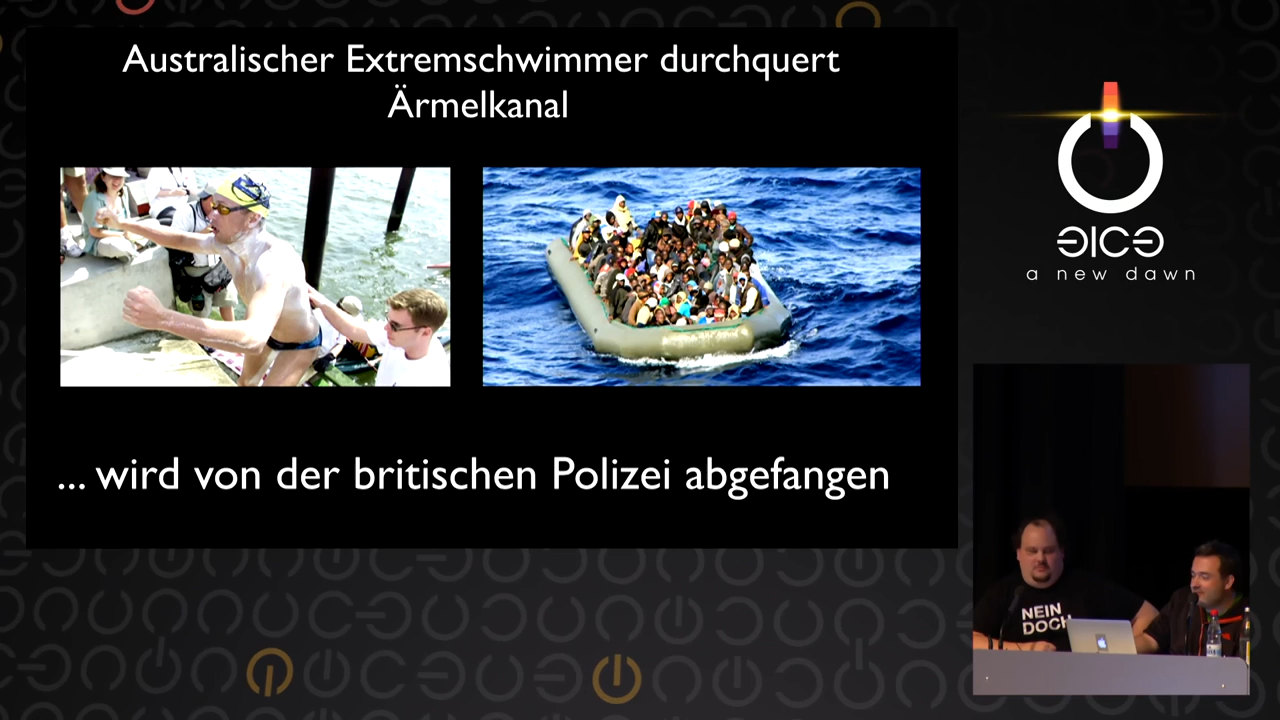 Australischer Extremschwimmer durchquert
Ärmelkanal
... wird von der britischen Polizei abgefangen
a new dawn
NEIN
DOCH